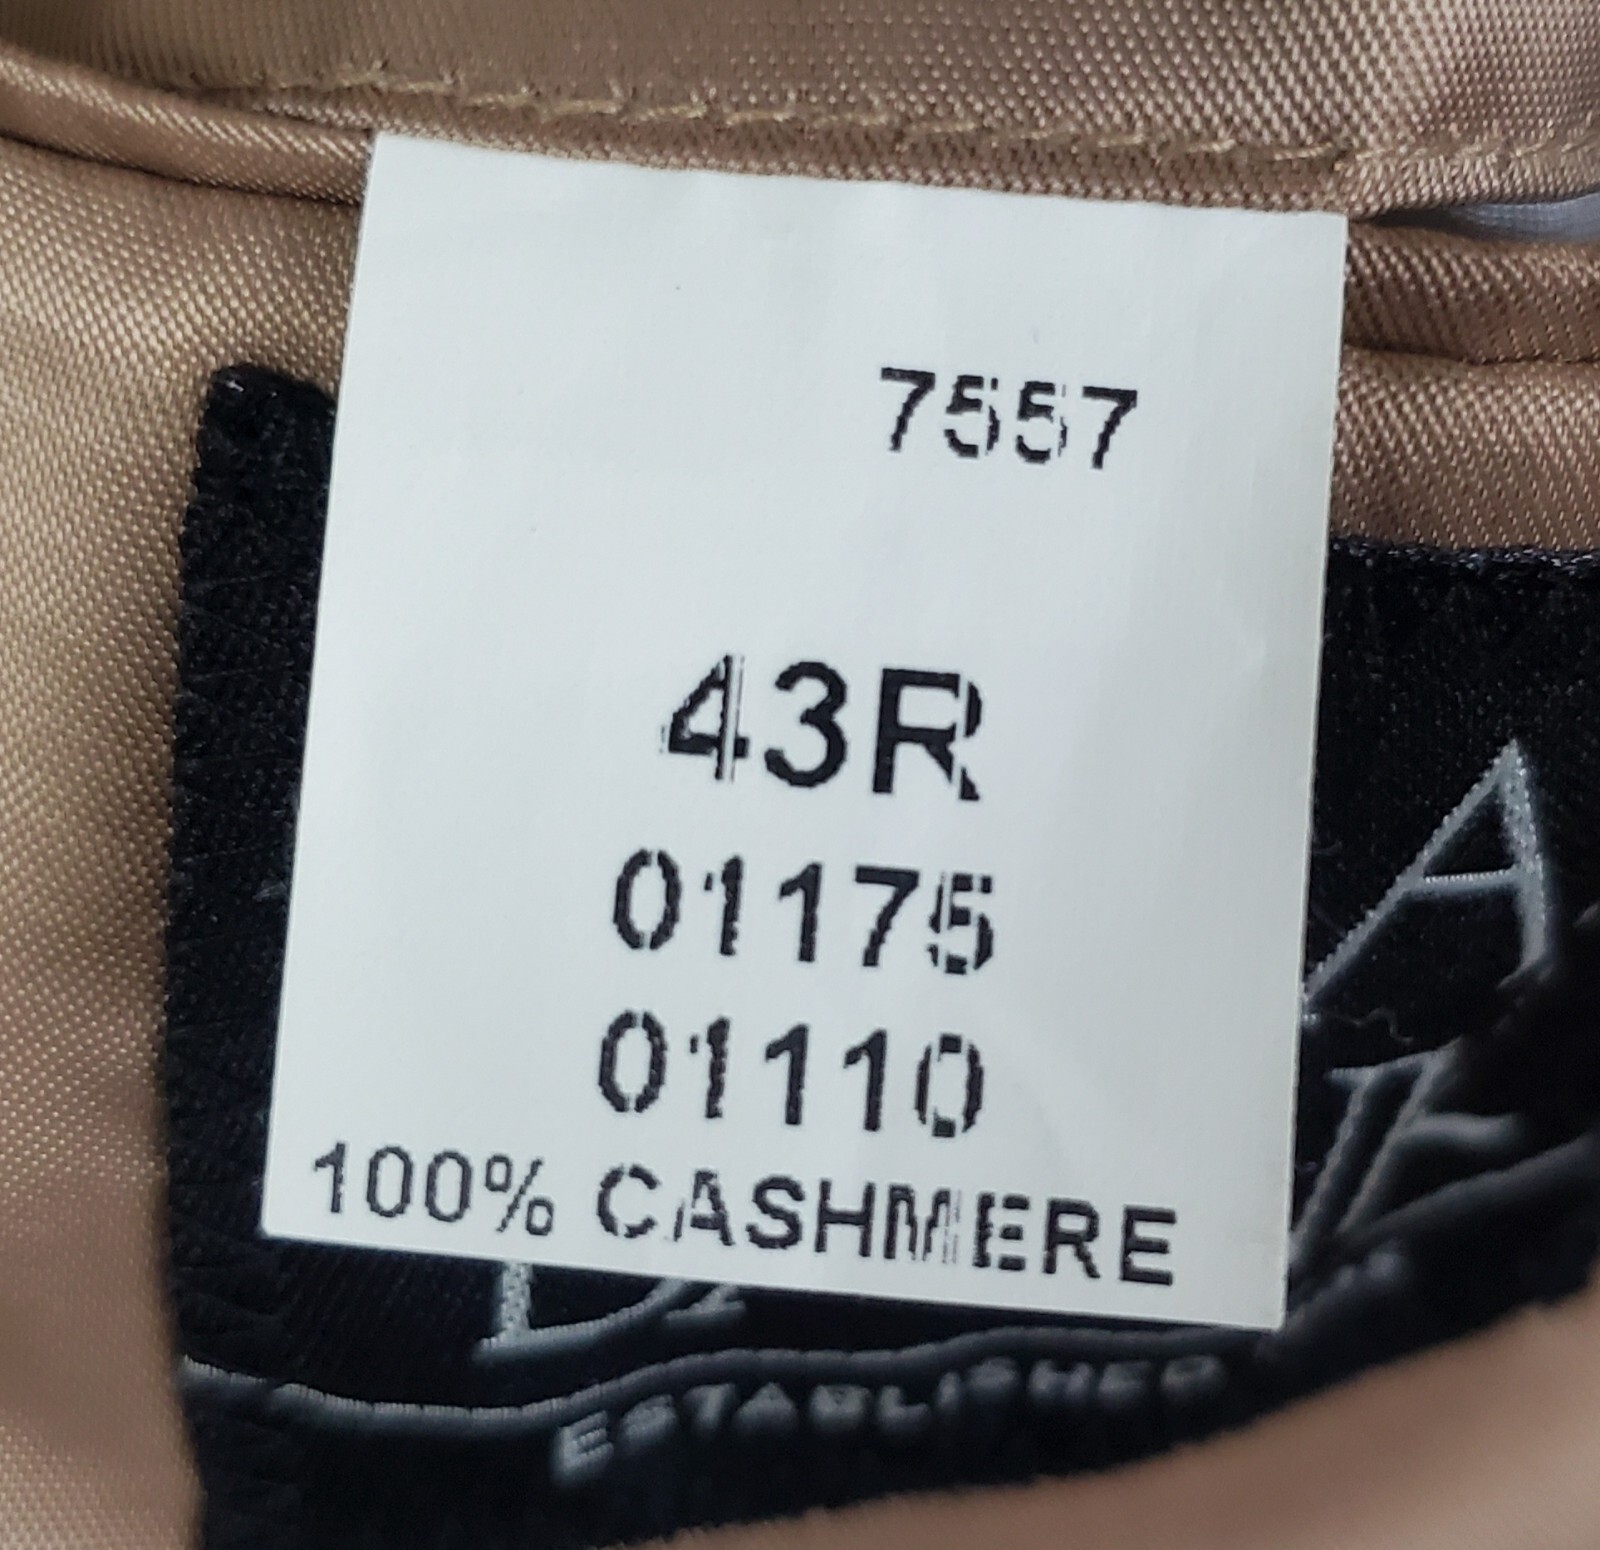 7557
43R
01175
01110
100% CASHMERE
ESTABLISHED